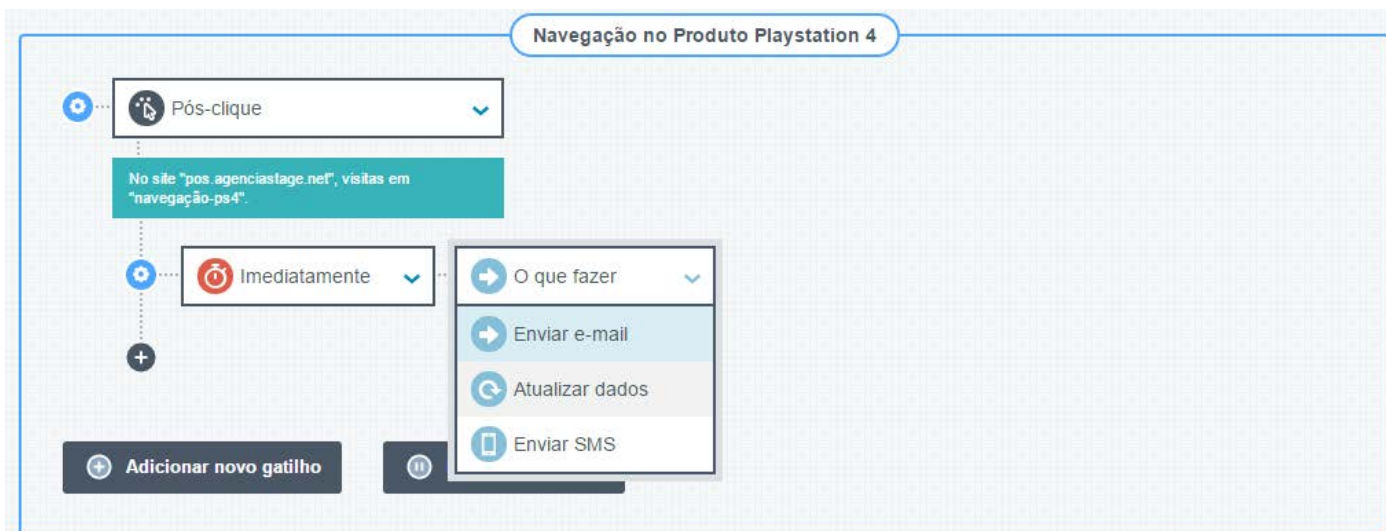 Navegação no Produto Playstation 4
Pós-clique
No site "pos.agenciastage.net", visitas em
"navegação-ps4".
Imediatamente
O que fazer
Enviar e-mail
Atualizar dados
Enviar SMS
Adicionar novo gatilho